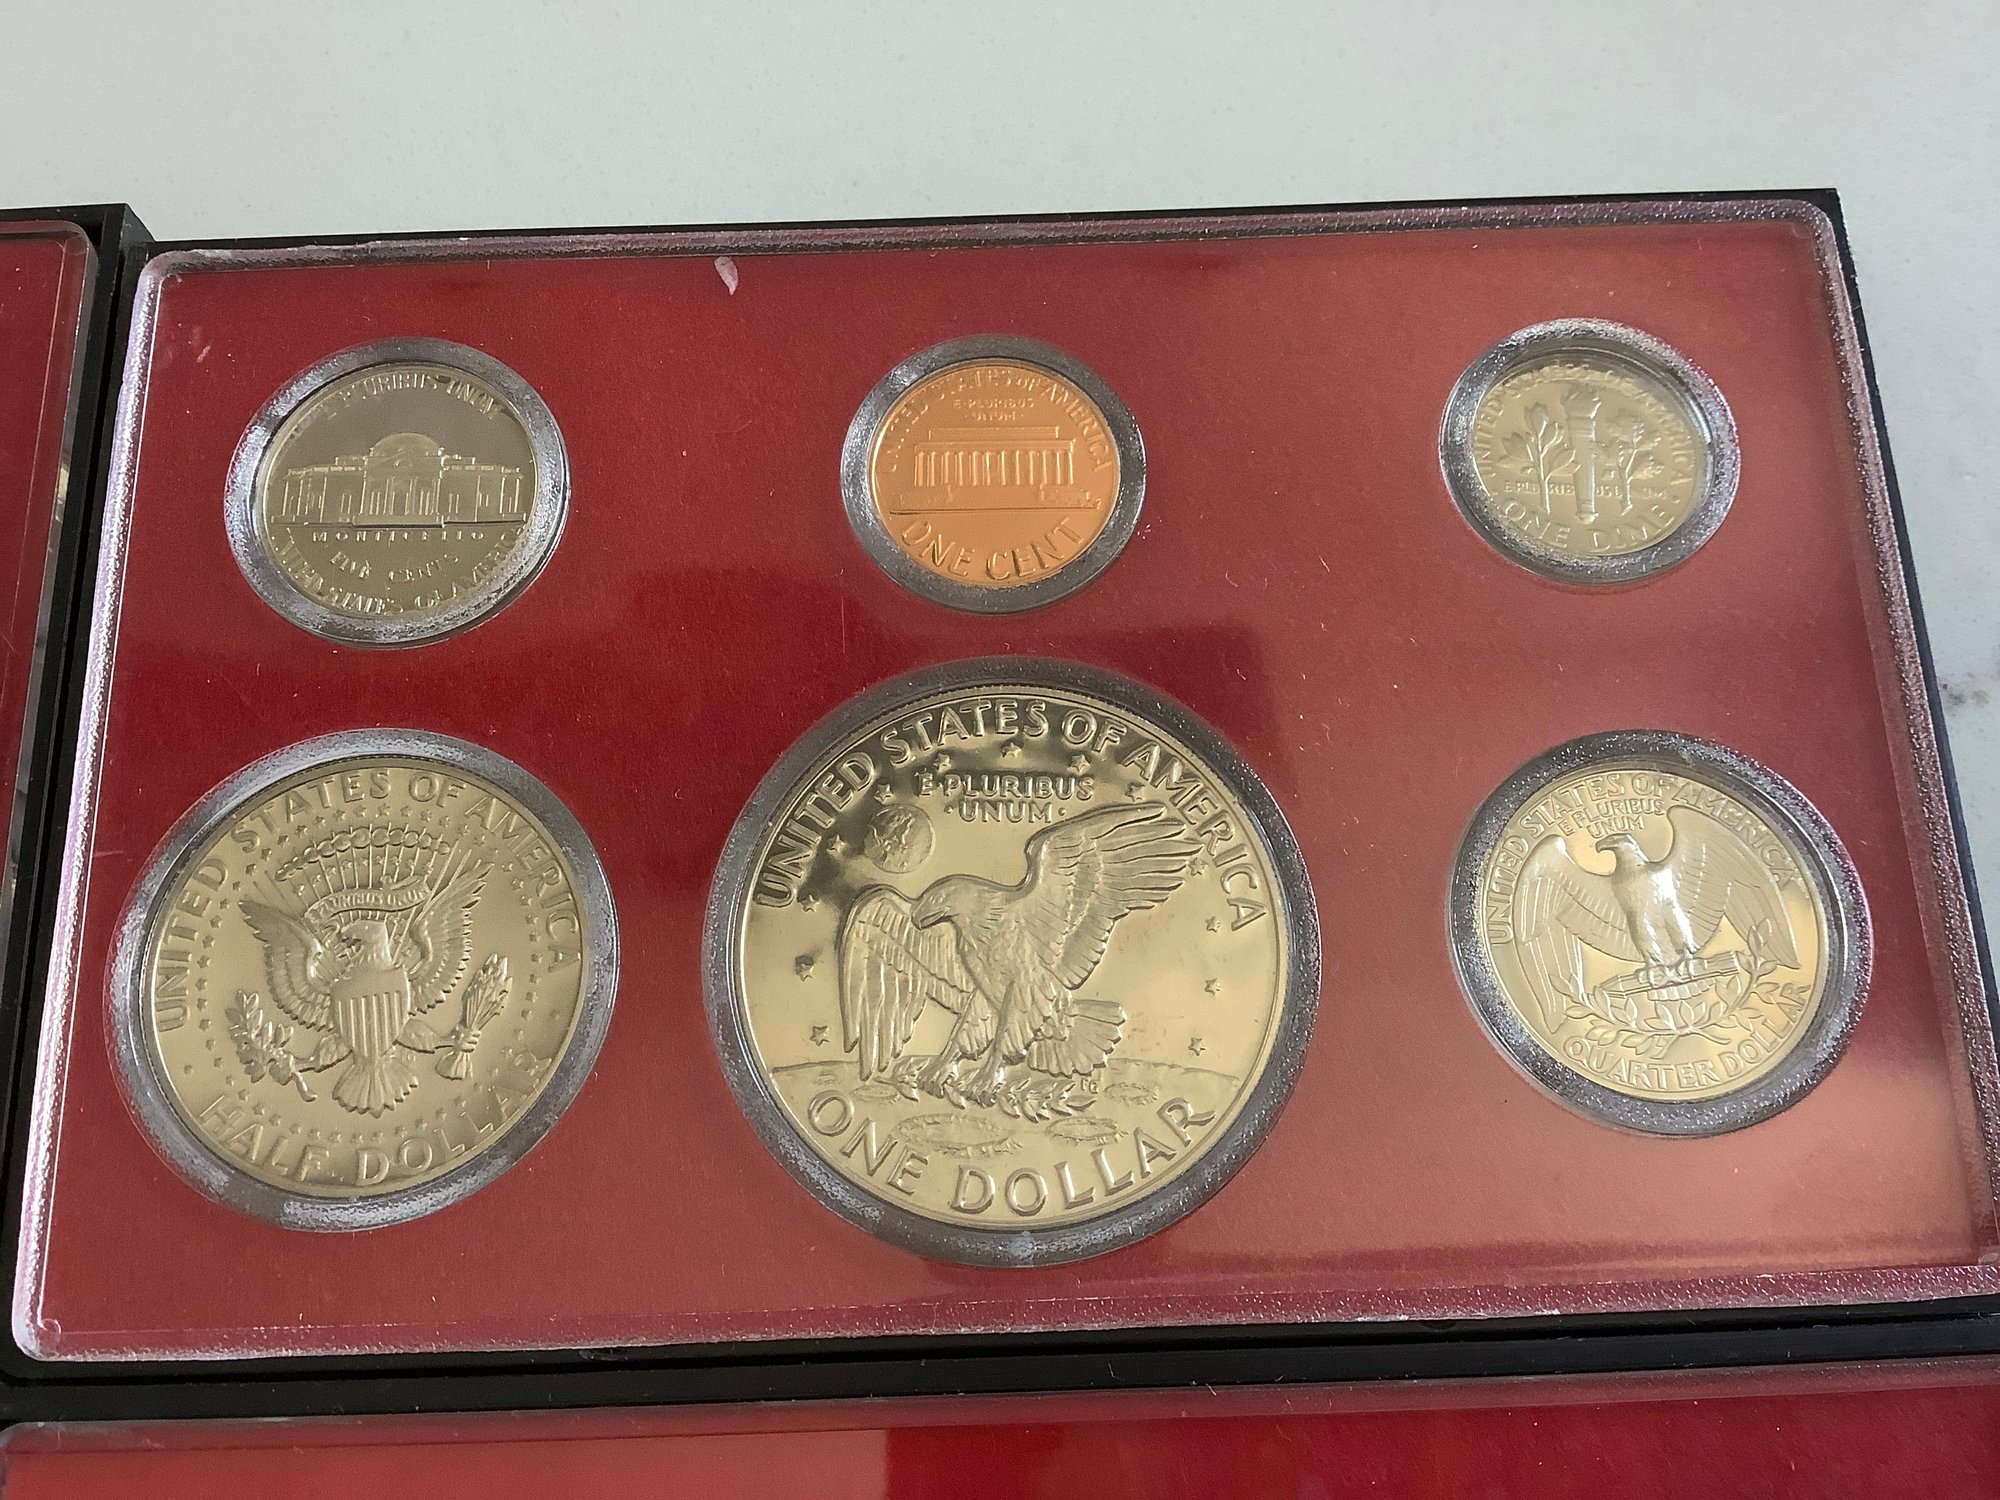 E PLURIBUS UNUM
MONTICELLO
FIVE CENTS
UNITED STATES OF AMERICA
UNITED STATES OF AMERICA
E·PLURIBUS
·UNUM·
ONE CENT
UNITED STATES OF AMERICA
E PLURIBUS UNUM
ONE DIME
UNITED STATES OF AMERICA
E PLURIBUS UNUM
HALF DOLLAR
UNITED STATES OF AMERICA
E·PLURIBUS
·UNUM·
FG
ONE DOLLAR
UNITED STATES OF AMERICA
E PLURIBUS
UNUM
QUARTER DOLLAR